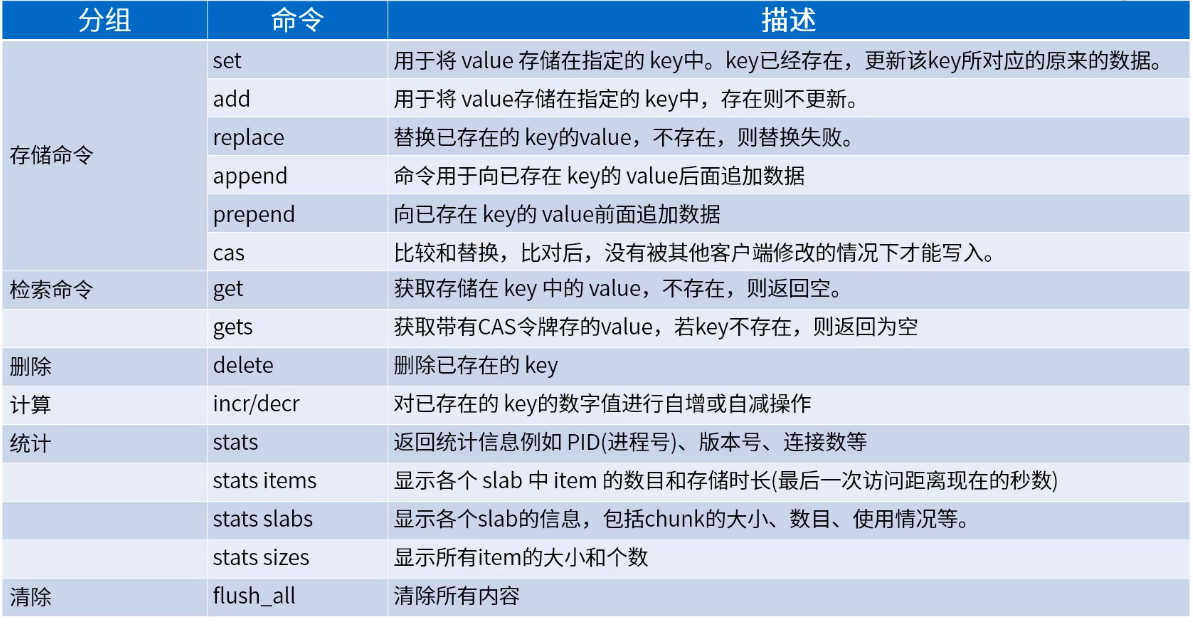 分组 命令 描述
存储命令
set 用于将 value 存储在指定的 key中。key已经存在，更新该key所对应的原来的数据。
add 用于将 value存储在指定的 key中，存在则不更新。
replace 替换已存在的 key的value，不存在，则替换失败。
append 命令用于向已存在 key的 value后面追加数据
prepend 向已存在 key的 value前面追加数据
cas 比较和替换，比对后，没有被其他客户端修改的情况下才能写入。
检索命令 get 获取存储在 key 中的 value，不存在，则返回空。
gets 获取带有CAS令牌存的value，若key不存在，则返回为空
删除 delete 删除已存在的 key
计算 incr/decr 对已存在的 key的数字值进行自增或自减操作
统计 stats 返回统计信息例如 PID(进程号)、版本号、连接数等
stats items 显示各个 slab 中 item 的数目和存储时长(最后一次访问距离现在的秒数)
stats slabs 显示各个slab的信息，包括chunk的大小、数目、使用情况等。
stats sizes 显示所有item的大小和个数
清除 flush_all 清除所有内容